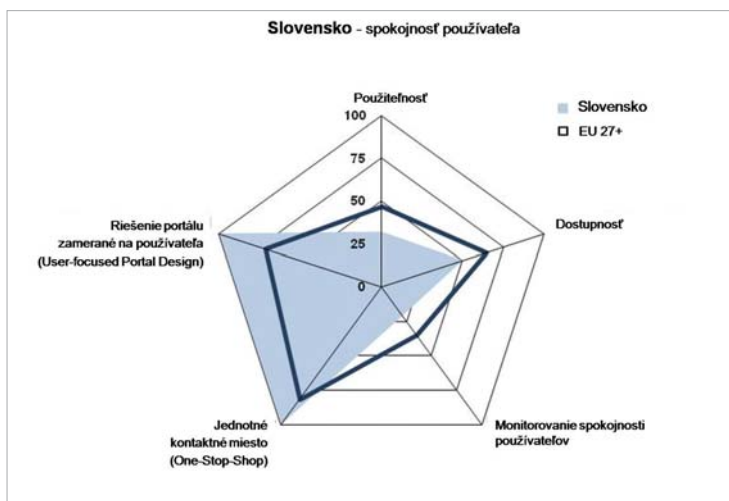 Slovensko - spokojnosť používateľa
Použiteľnosť
100
75
50
25
0
Slovensko
EU 27+
Dostupnosť
Riešenie portálu
zamerané na používateľa
(User-focused Portal Design)
Jednotné
kontaktné miesto
(One-Stop-Shop)
Monitorovanie spokojnosti
používateľov